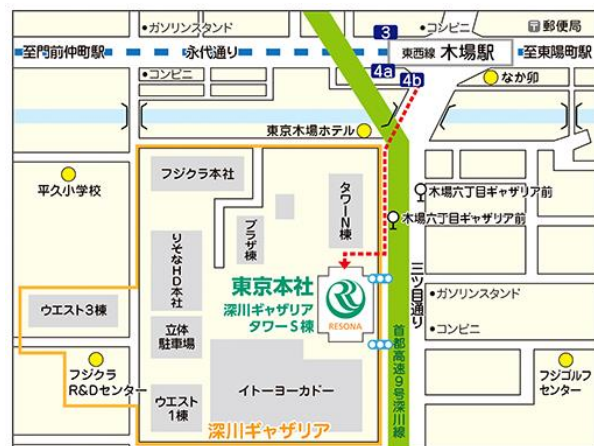 •ガソリンスタンド
3
•コンビニ
〒郵便局
至門前仲町駅
永代通り
東西線 木場駅
至東陽町駅
•コンビニ
4a
4b
なか卯
東京木場ホテル
フジクラ本社
平久小学校
タワーN棟
木場六丁目ギャザリア前
木場六丁目ギャザリア前
プラザ棟
りそなHD本社
東京本社
深川ギャザリア
タワーS棟
RESONA
三ツ目通り
•ガソリンスタンド
ウエスト3棟
立体
駐車場
•コンビニ
首都高速9号深川線
フジクラ
R&Dセンター
イトーヨーカドー
フジゴルフ
センター
ウエスト
1棟
深川ギャザリア